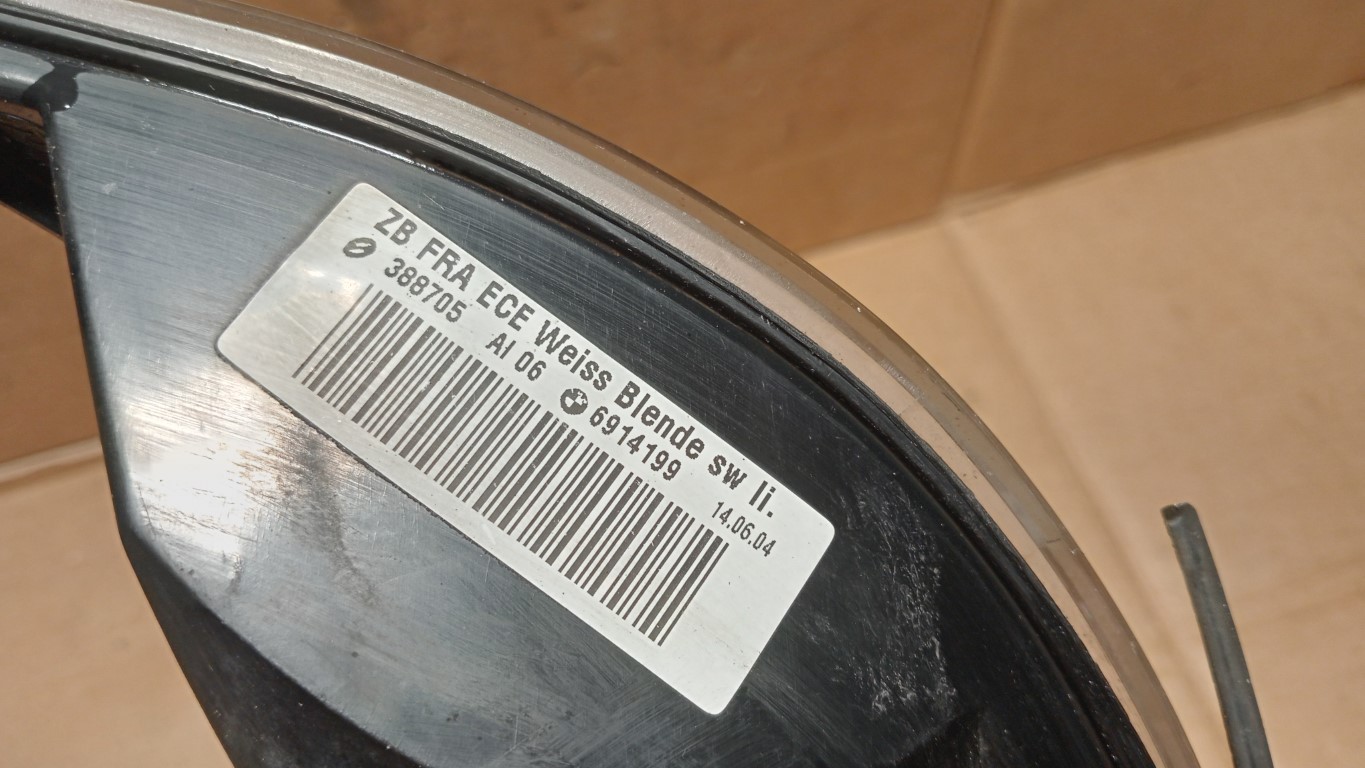 ZB FRA ECE Weiss Blende sw li.
388705 AI 06 6914199 14.06.04